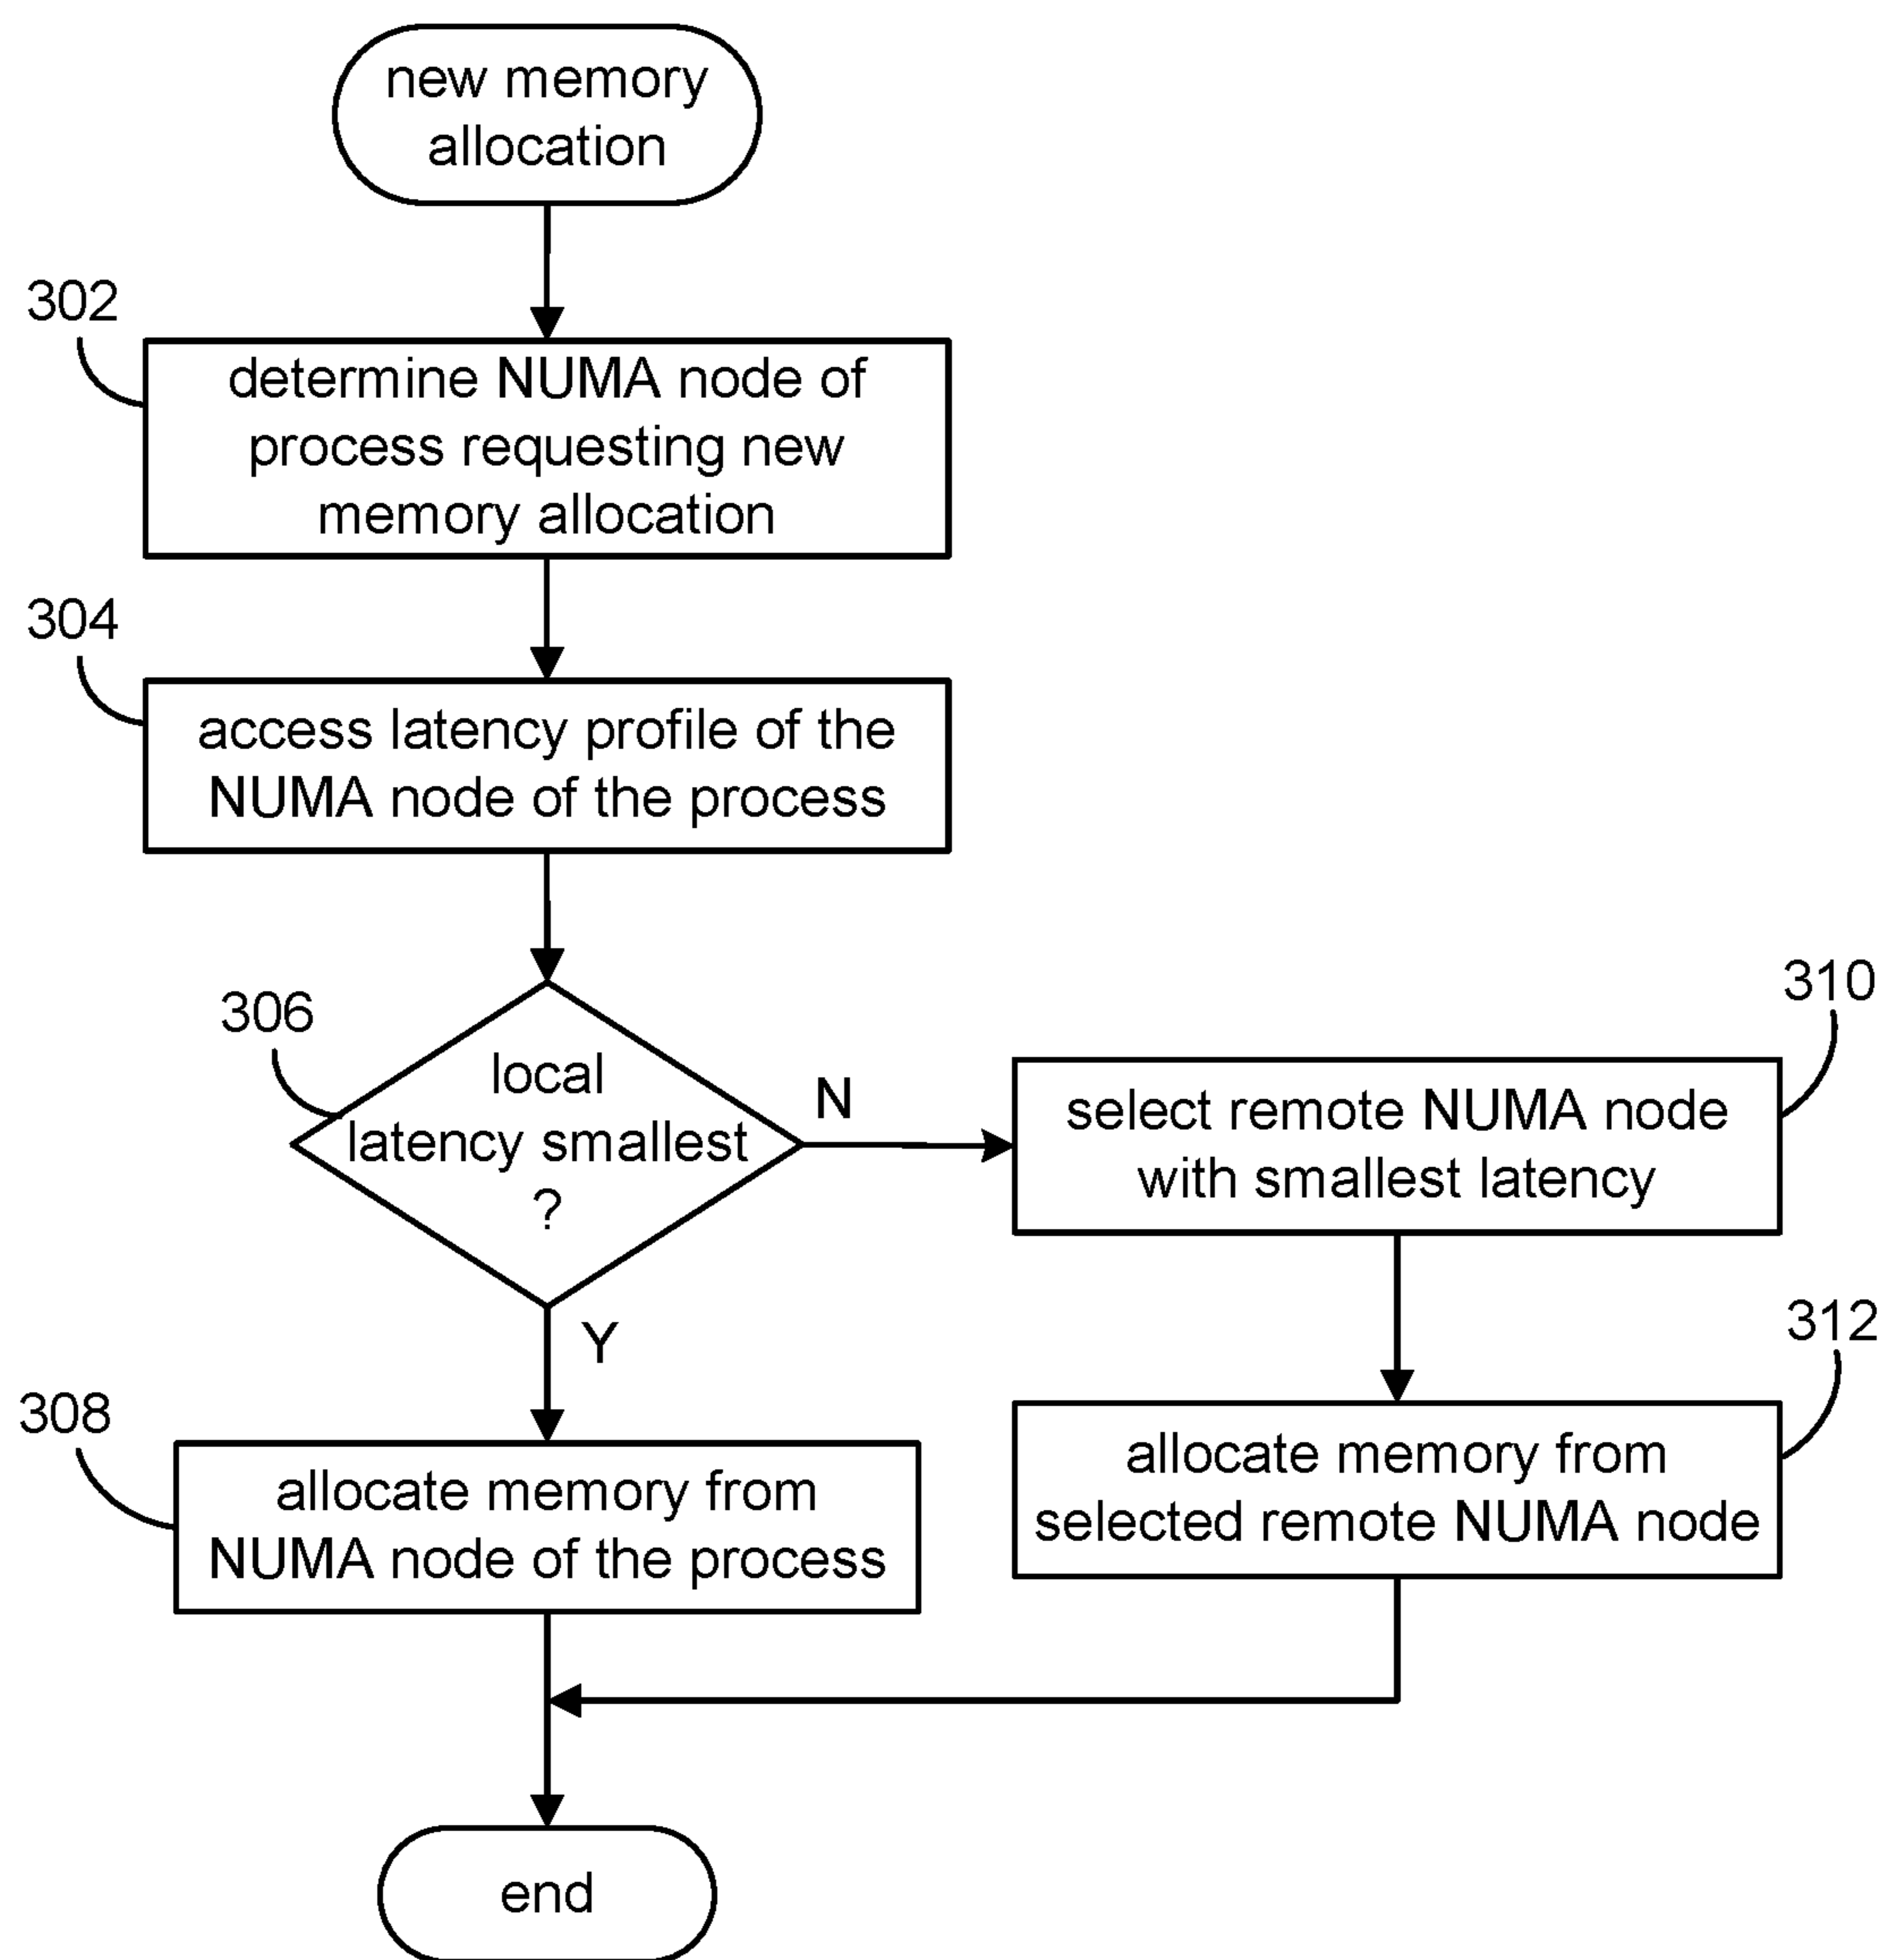 new memory
allocation
302
determine NUMA node of
process requesting new
memory allocation
304
access latency profile of the
NUMA node of the process
306
local
latency smallest
?
N
Y
310
select remote NUMA node
with smallest latency
312
allocate memory from
selected remote NUMA node
308
allocate memory from
NUMA node of the process
end